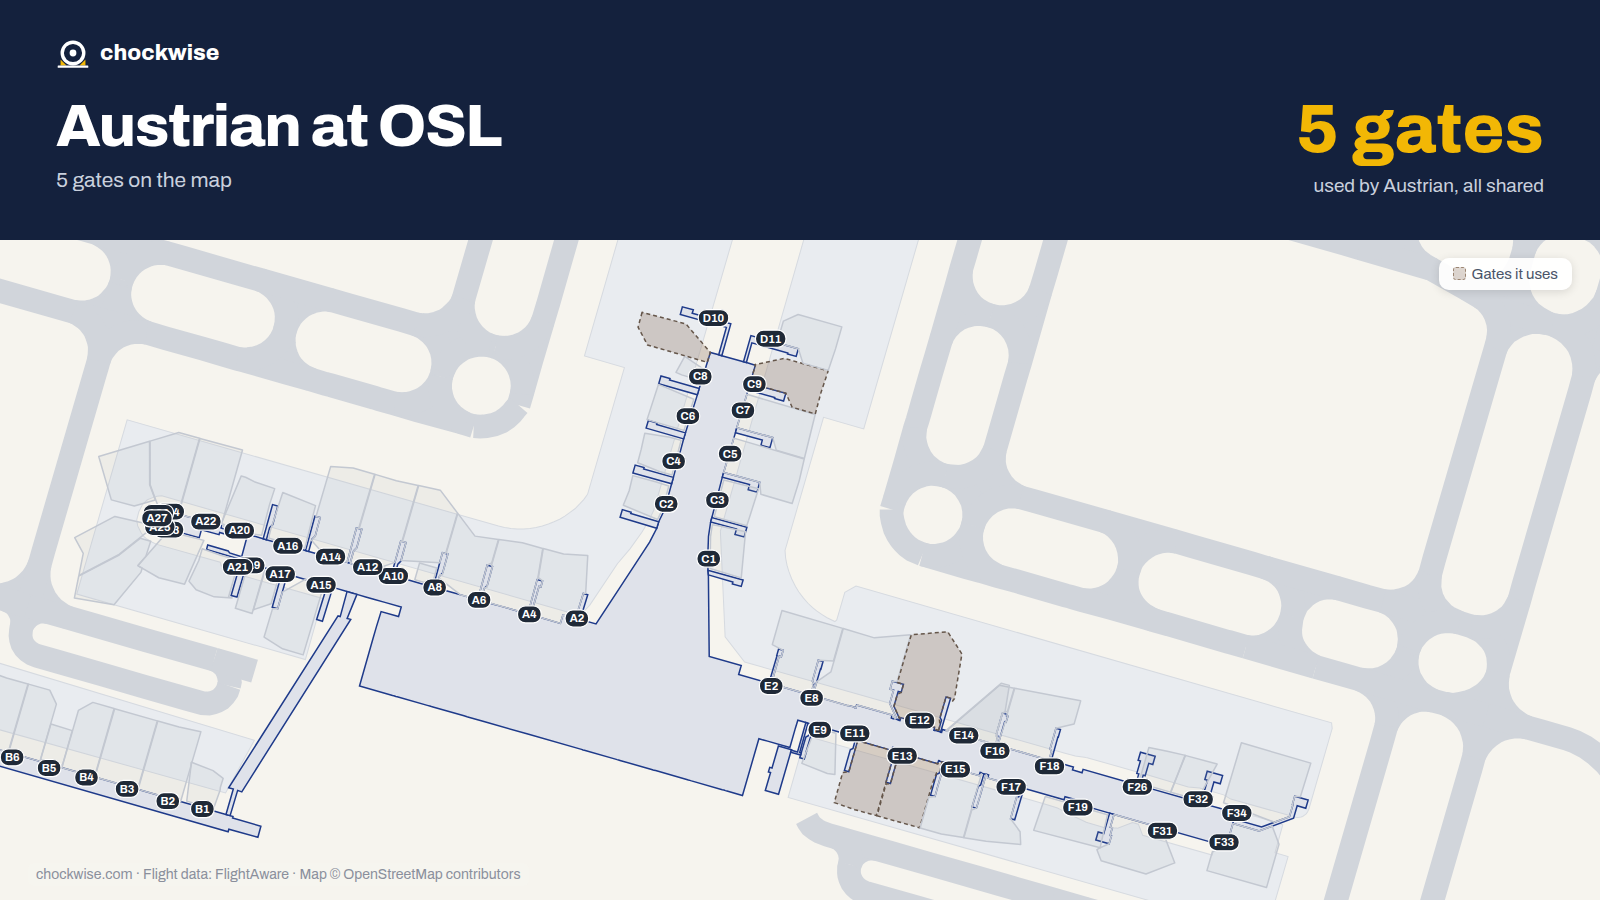 chockwise
Austrian at OSL
5 gates on the map
5 gates
used by Austrian, all shared
Gates it uses
D10
D11
C8
C9
C6
C7
C4
C5
C2
C3
C1
A27
A22
A20
A16
A14
A12
A10
A21
A17
A15
A8
A6
A4
A2
E2
E8
E9
E11
E12
E13
E14
E15
F16
F17
F18
F19
F26
F32
F34
F31
F33
B6
B5
B4
B3
B2
B1
chockwise.com · Flight data: FlightAware · Map © OpenStreetMap contributors